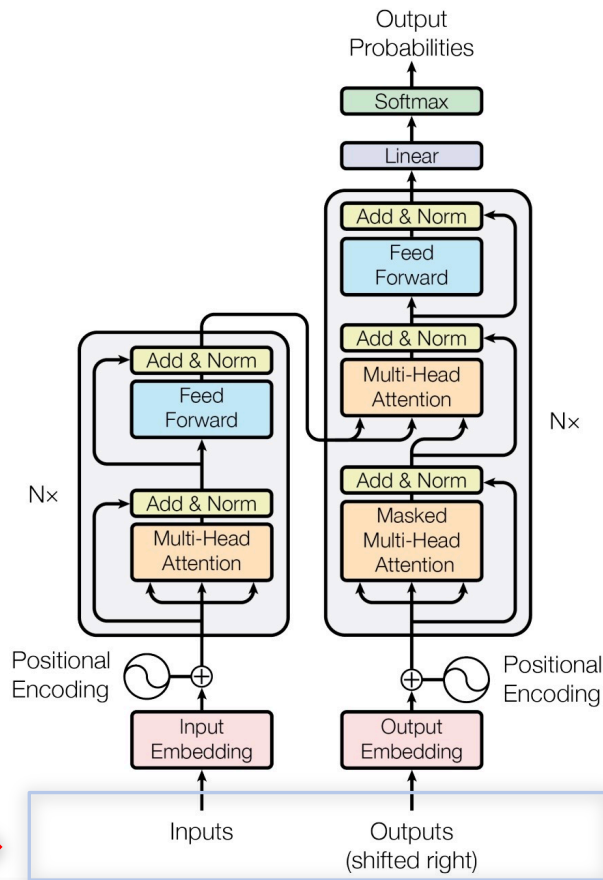 Output
Probabilities
Softmax
Linear
Add & Norm
Feed
Forward
Add & Norm
Multi-Head
Attention
Add & Norm
Masked
Multi-Head
Attention
Nx
Add & Norm
Feed
Forward
Add & Norm
Multi-Head
Attention
Nx
Positional
Encoding
Positional
Encoding
Input
Embedding
Output
Embedding
Inputs
Outputs
(shifted right)